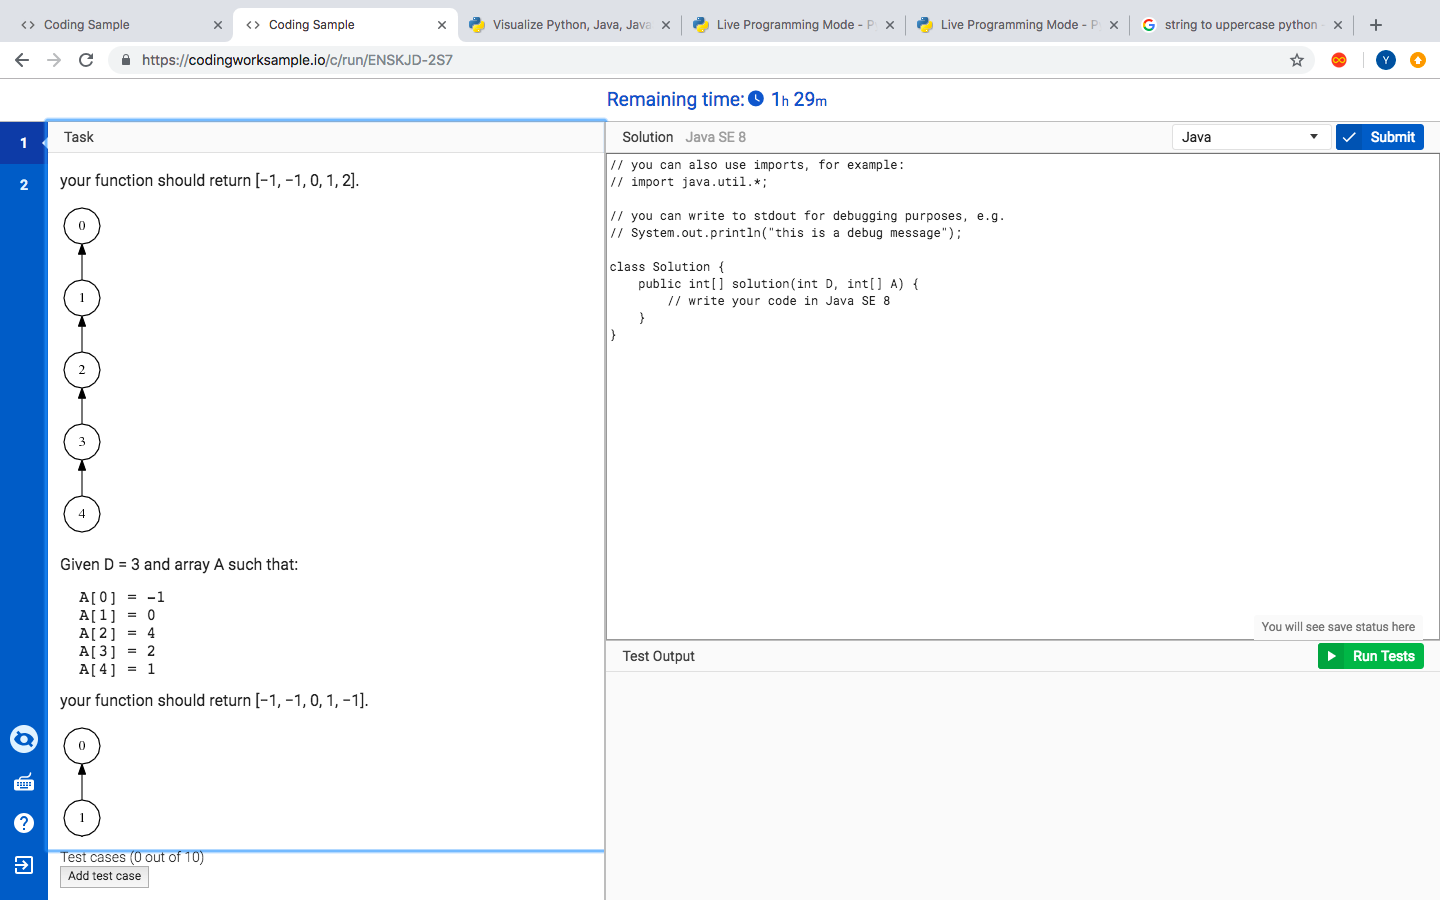 Coding Sample
Coding Sample
Visualize Python, Java, Java
Live Programming Mode - P
Live Programming Mode - P
string to uppercase python -
https://codingworksample.io/c/run/ENSKJD-2S7
Y
Remaining time: 1h 29m
1
2
Task
your function should return [−1, −1, 0, 1, 2].
0
1
2
3
4
Given D = 3 and array A such that:
A[0] = −1
A[1] = 0
A[2] = 4
A[3] = 2
A[4] = 1
your function should return [−1, −1, 0, 1, −1].
0
1
Test cases (0 out of 10)
Add test case
Solution Java SE 8
Java
Submit
// you can also use imports, for example:
// import java.util.*;
// you can write to stdout for debugging purposes, e.g.
// System.out.println("this is a debug message");
class Solution {
    public int[] solution(int D, int[] A) {
        // write your code in Java SE 8
    }
}
You will see save status here
Test Output
Run Tests